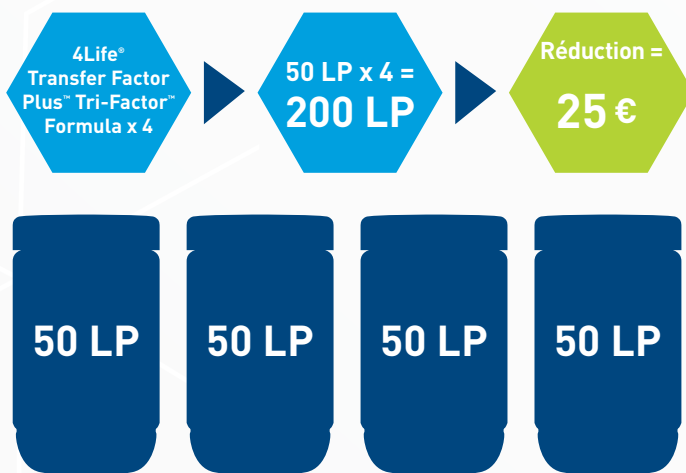 4Life®
Transfer Factor
Plus™ Tri-Factor™
Formula x 4
50 LP x 4 =
200 LP
Réduction =
25 €
50 LP
50 LP
50 LP
50 LP